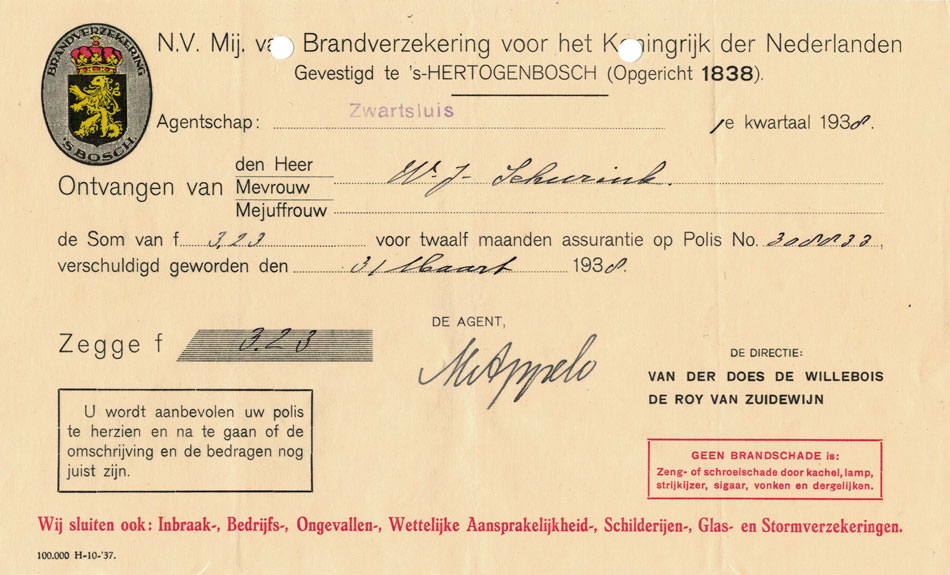 BRANDVERZEKERING
'S BOSCH
N.V. Mij. van Brandverzekering voor het Koningrijk der Nederlanden
Gevestigd te 's-HERTOGENBOSCH (Opgericht 1838).
Agentschap: Zwartsluis 1e kwartaal 1938.
den Heer
Ontvangen van Mevrouw W. J. Schurink.
Mejuffrouw
de Som van f 3,23 voor twaalf maanden assurantie op Polis No. 308833,
verschuldigd geworden den 31 Maart 1938.
Zegge f 3.23
DE AGENT,
MAppelo
DE DIRECTIE:
VAN DER DOES DE WILLEBOIS
DE ROY VAN ZUIDEWIJN
U wordt aanbevolen uw polis
te herzien en na te gaan of de
omschrijving en de bedragen nog
juist zijn.
GEEN BRANDSCHADE is:
Zeng- of schroeischade door kachel, lamp,
strijkijzer, sigaar, vonken en dergelijken.
Wij sluiten ook: Inbraak-, Bedrijfs-, Ongevallen-, Wettelijke Aansprakelijkheid-, Schilderijen-, Glas- en Stormverzekeringen.
100.000 H-10-'37.